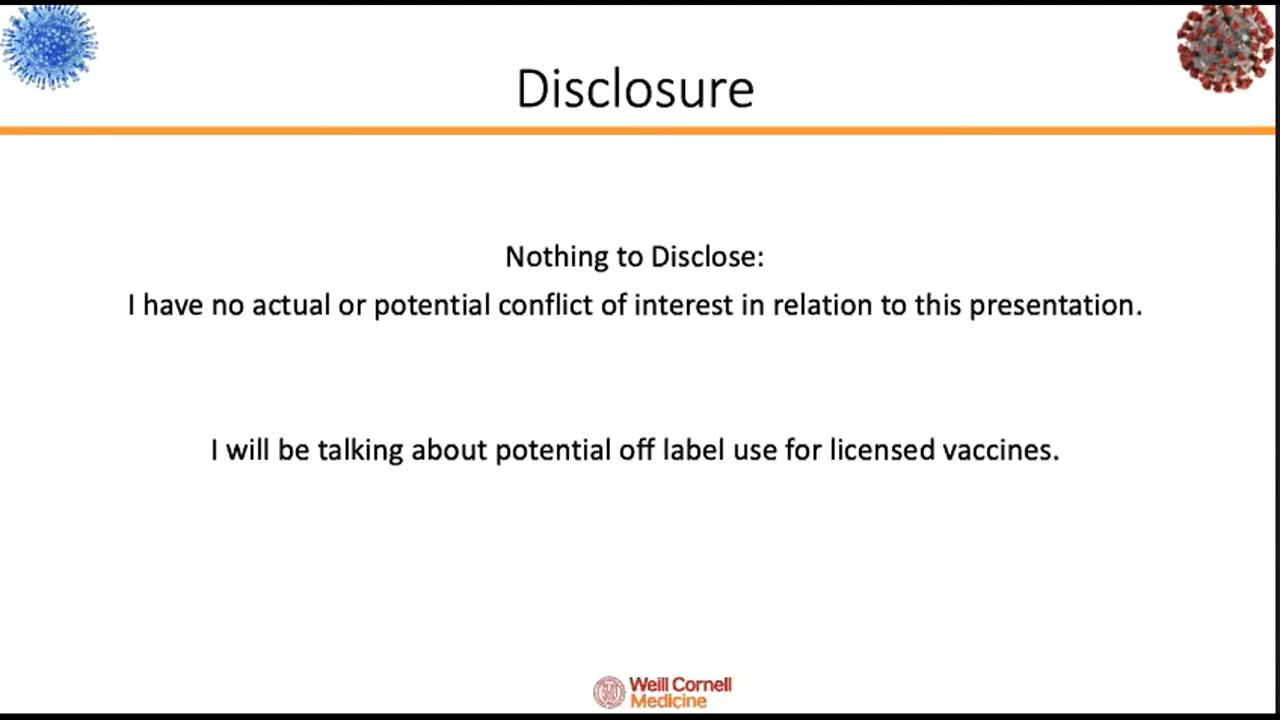 Disclosure
Nothing to Disclose:
I have no actual or potential conflict of interest in relation to this presentation.
I will be talking about potential off label use for licensed vaccines.
Weill Cornell
Medicine